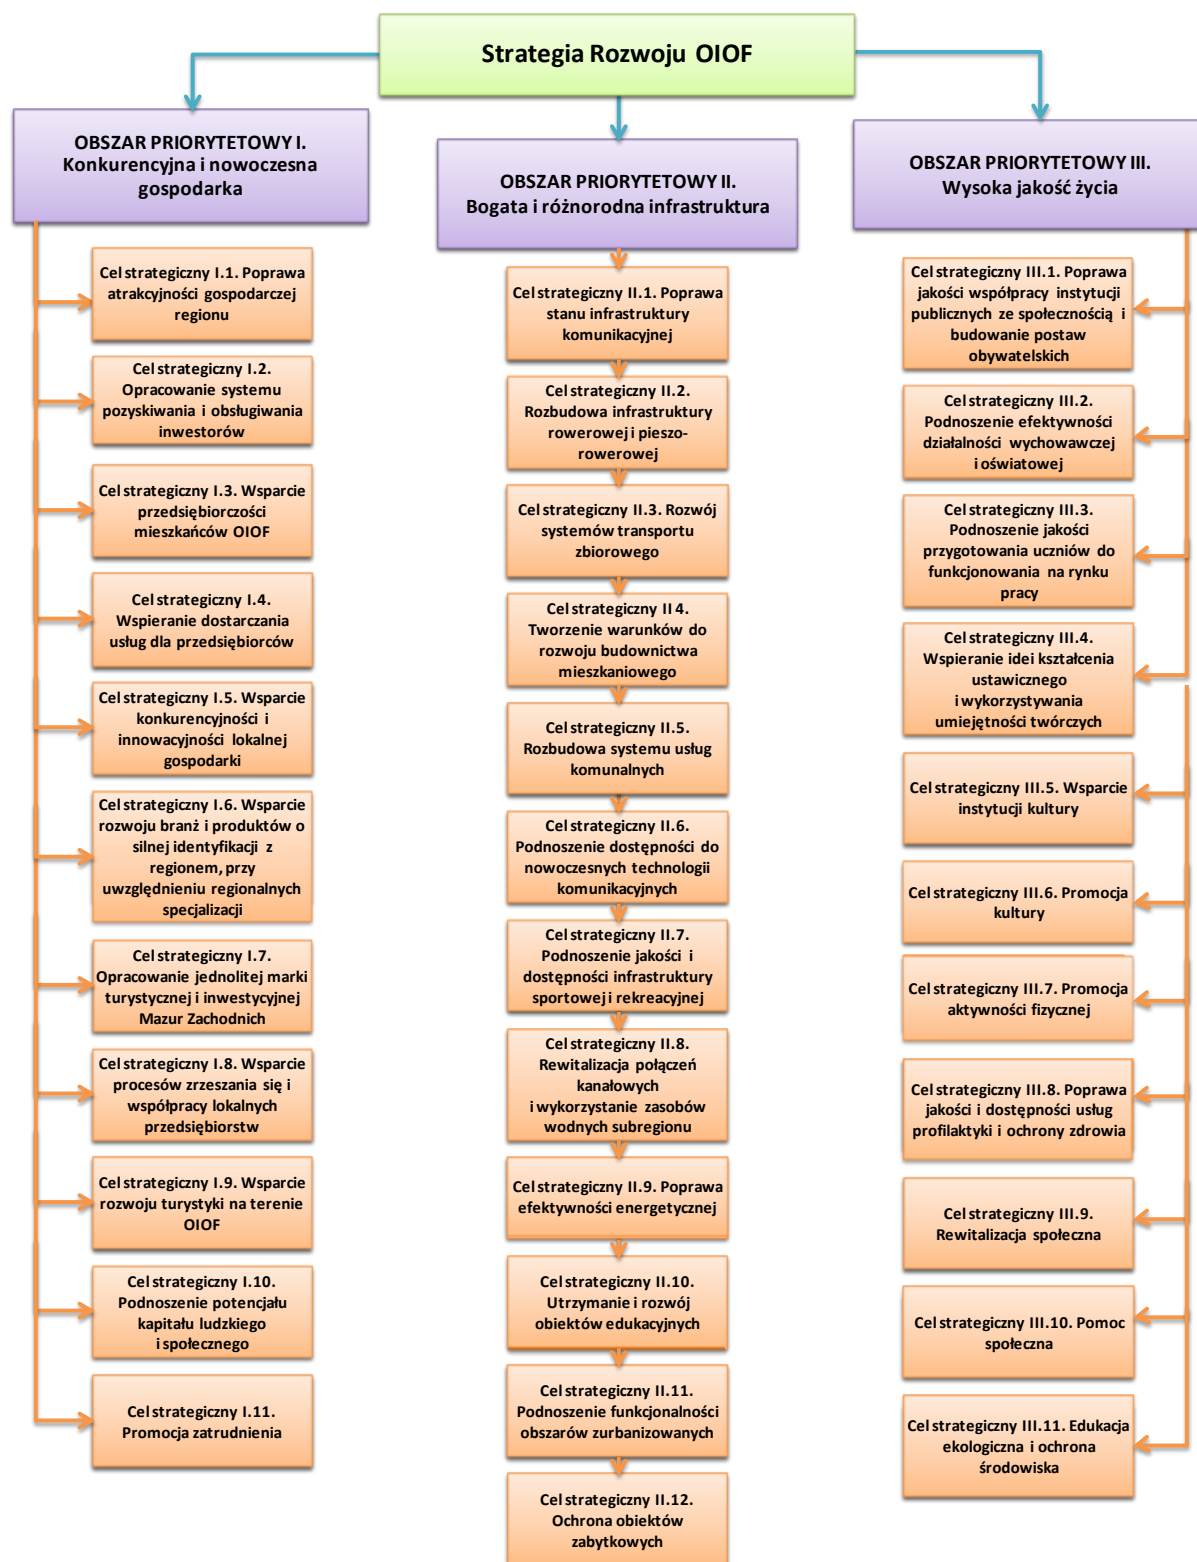 Strategia Rozwoju OIOF
OBSZAR PRIORYTETOWY I.
Konkurencyjna i nowoczesna
gospodarka
Cel strategiczny I.1. Poprawa
atrakcyjności gospodarczej
regionu
Cel strategiczny I.2.
Opracowanie systemu
pozyskiwania i obsługiwania
inwestorów
Cel strategiczny I.3. Wsparcie
przedsiębiorczości
mieszkańców OIOF
Cel strategiczny I.4.
Wspieranie dostarczania
usług dla przedsiębiorców
Cel strategiczny I.5. Wsparcie
konkurencyjności i
innowacyjności lokalnej
gospodarki
Cel strategiczny I.6. Wsparcie
rozwoju branż i produktów o
silnej identyfikacji z
regionem, przy
uwzględnieniu regionalnych
specjalizacji
Cel strategiczny I.7.
Opracowanie jednolitej marki
turystycznej i inwestycyjnej
Mazur Zachodnich
Cel strategiczny I.8. Wsparcie
procesów zrzeszania się i
współpracy lokalnych
przedsiębiorstw
Cel strategiczny I.9. Wsparcie
rozwoju turystyki na terenie
OIOF
Cel strategiczny I.10.
Podnoszenie potencjału
kapitału ludzkiego
i społecznego
Cel strategiczny I.11.
Promocja zatrudnienia
OBSZAR PRIORYTETOWY II.
Bogata i różnorodna infrastruktura
Cel strategiczny II.1. Poprawa
stanu infrastruktury
komunikacyjnej
Cel strategiczny II.2.
Rozbudowa infrastruktury
rowerowej i pieszo-
rowerowej
Cel strategiczny II.3. Rozwój
systemów transportu
zbiorowego
Cel strategiczny II 4.
Tworzenie warunków do
rozwoju budownictwa
mieszkaniowego
Cel strategiczny II.5.
Rozbudowa systemu usług
komunalnych
Cel strategiczny II.6.
Podnoszenie dostępności do
nowoczesnych technologii
komunikacyjnych
Cel strategiczny II.7.
Podnoszenie jakości i
dostępności infrastruktury
sportowej i rekreacyjnej
Cel strategiczny II.8.
Rewitalizacja połączeń
kanałowych
i wykorzystanie zasobów
wodnych subregionu
Cel strategiczny II.9. Poprawa
efektywności energetycznej
Cel strategiczny II.10.
Utrzymanie i rozwój
obiektów edukacyjnych
Cel strategiczny II.11.
Podnoszenie funkcjonalności
obszarów zurbanizowanych
Cel strategiczny II.12.
Ochrona obiektów
zabytkowych
OBSZAR PRIORYTETOWY III.
Wysoka jakość życia
Cel strategiczny III.1. Poprawa
jakości współpracy instytucji
publicznych ze społecznością i
budowanie postaw
obywatelskich
Cel strategiczny III.2.
Podnoszenie efektywności
działalności wychowawczej
i oświatowej
Cel strategiczny III.3.
Podnoszenie jakości
przygotowania uczniów do
funkcjonowania na rynku
pracy
Cel strategiczny III.4.
Wspieranie idei kształcenia
ustawicznego
i wykorzystywania
umiejętności twórczych
Cel strategiczny III.5. Wsparcie
instytucji kultury
Cel strategiczny III.6. Promocja
kultury
Cel strategiczny III.7. Promocja
aktywności fizycznej
Cel strategiczny III.8. Poprawa
jakości i dostępności usług
profilaktyki i ochrony zdrowia
Cel strategiczny III.9.
Rewitalizacja społeczna
Cel strategiczny III.10. Pomoc
społeczna
Cel strategiczny III.11. Edukacja
ekologiczna i ochrona
środowiska